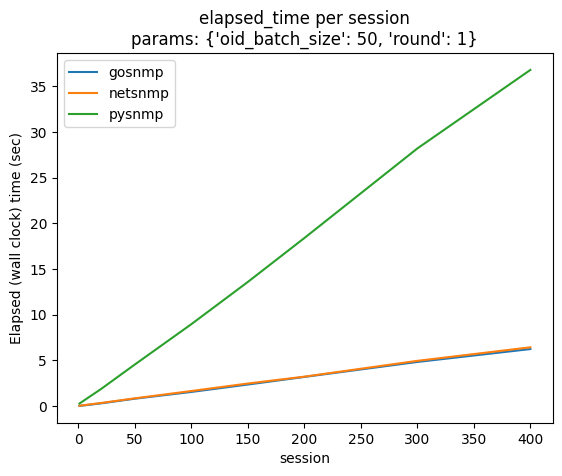 elapsed_time per session
params: {'oid_batch_size': 50, 'round': 1}
gosnmp
netsnmp
pysnmp
Elapsed (wall clock) time (sec)
35
30
25
20
15
10
5
0
0 50 100 150 200 250 300 350 400
session